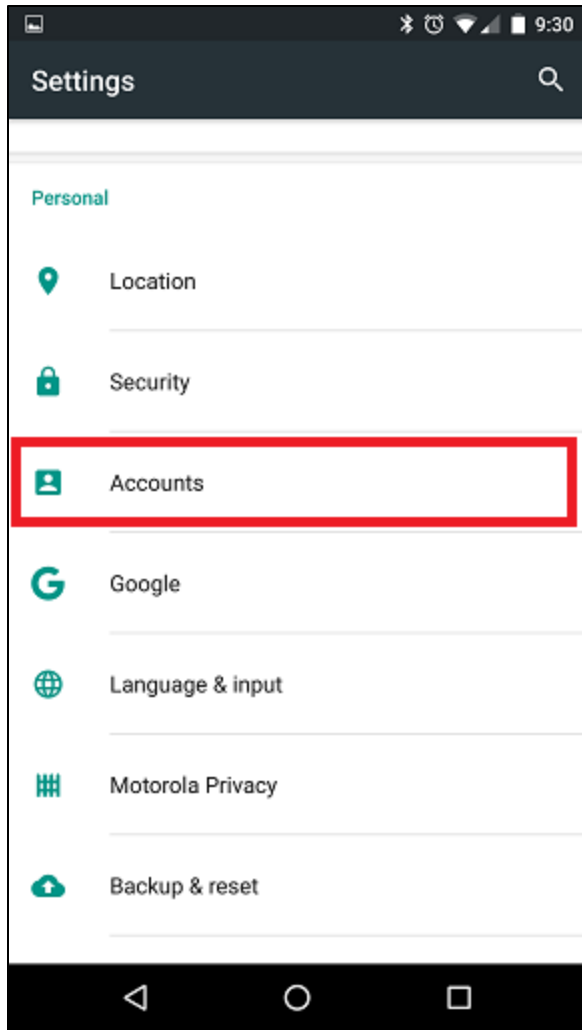 9:30
Settings
Personal
Location
Security
Accounts
Google
Language & input
Motorola Privacy
Backup & reset